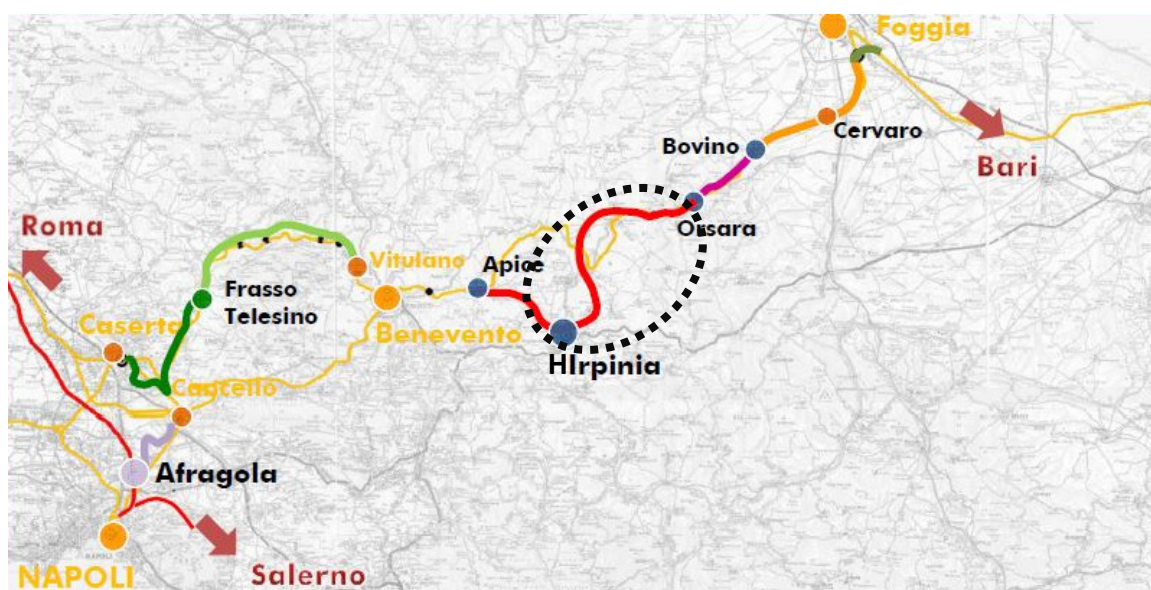 Foggia
Cervaro
Bovino
Bari
Orsara
Roma
Vitulano
Apice
Frasso
Telesino
Caserta
Benevento
HIrpinia
Cancello
Afragola
NAPOLI
Salerno